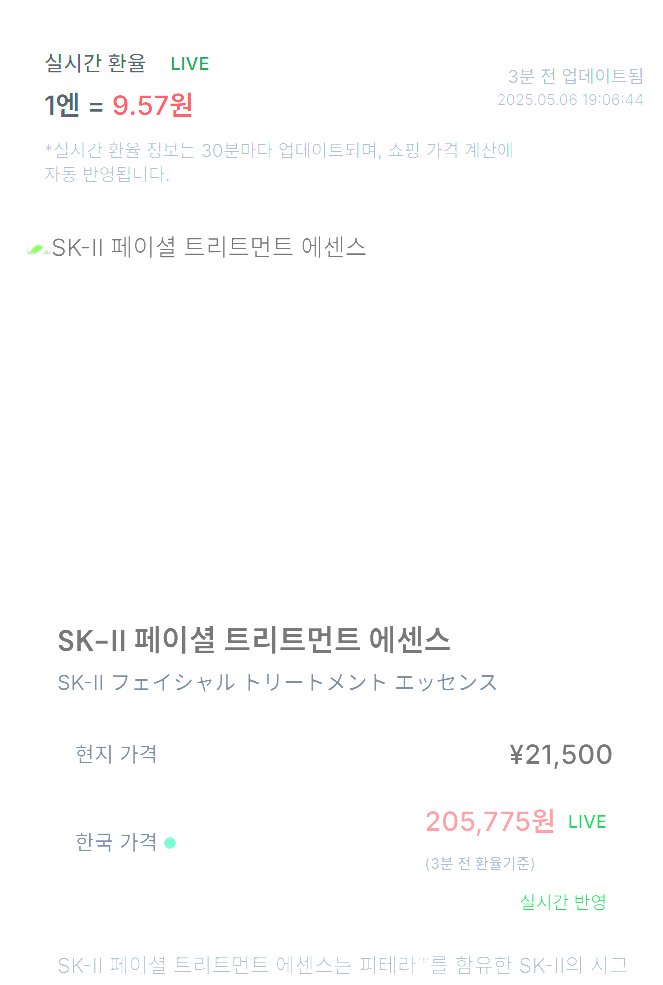 실시간 환율 LIVE
3분 전 업데이트됨
1엔 = 9.57원
2025.05.06 19:06:44
*실시간 환율 정보는 30분마다 업데이트되며, 쇼핑 가격 계산에
자동 반영됩니다.
SK-II 페이셜 트리트먼트 에센스
SK-II 페이셜 트리트먼트 에센스
SK-II フェイシャル トリートメント エッセンス
현지 가격 ¥21,500
205,775원 LIVE
한국 가격
(3분 전 환율기준)
실시간 반영
SK-II 페이셜 트리트먼트 에센스는 피테라™를 함유한 SK-II의 시그